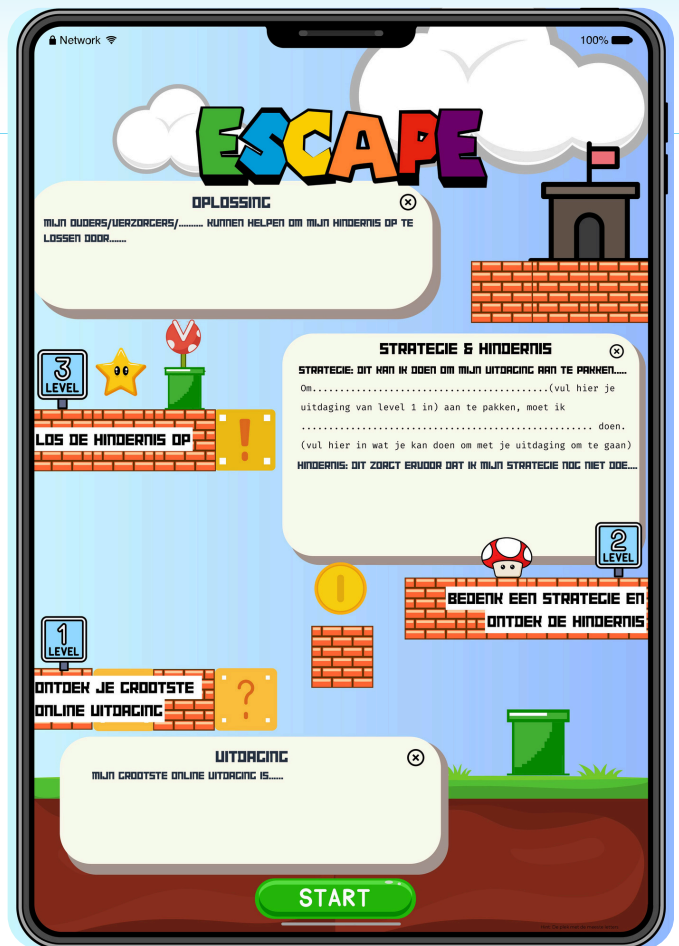 Network
100%
ESCAPE
OPLOSSING
MIJN OUDERS/VERZORGERS/.......... KUNNEN HELPEN OM MIJN HINDERNIS OP TE
LOSSEN DOOR.......
STRATEGIE & HINDERNIS
STRATEGIE: DIT KAN IK DOEN OM MIJN UITDAGING AAN TE PAKKEN.....
Om..........................................(vul hier je
uitdaging van level 1 in) aan te pakken, moet ik
.................................................... doen.
(vul hier in wat je kan doen om met je uitdaging om te gaan)
HINDERNIS: DIT ZORGT ERVOOR DAT IK MIJN STRATEGIE NOG NIET DOE....
3
LEVEL
LOS DE HINDERNIS OP
!
2
LEVEL
BEDENK EEN STRATEGIE EN
ONTDEK DE HINDERNIS
1
LEVEL
ONTDEK JE GROOTSTE
ONLINE UITDAGING
?
UITDAGING
MIJN GROOTSTE ONLINE UITDAGING IS.....
START